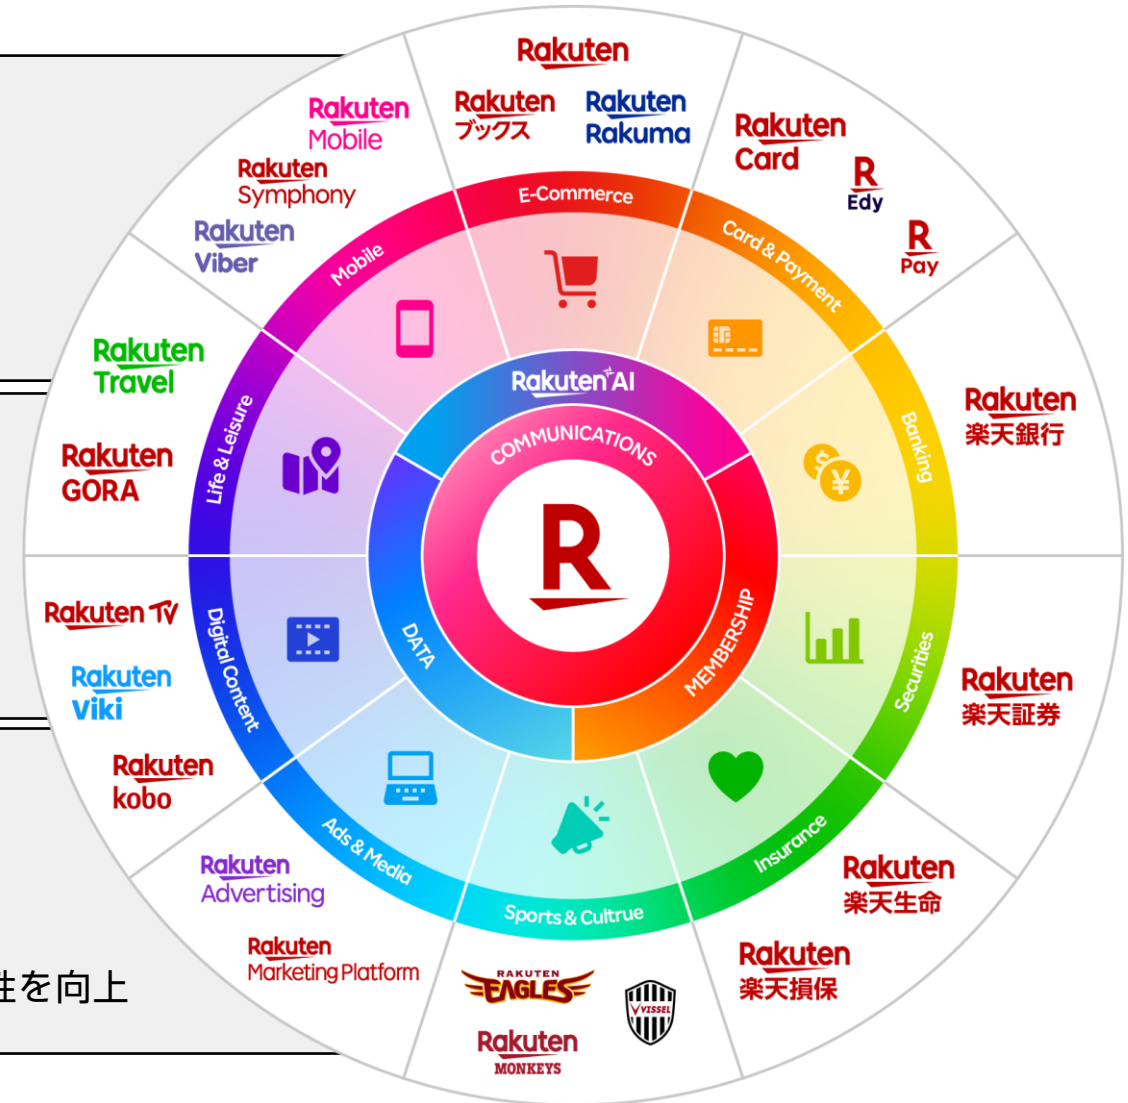 Rakuten
Rakuten
ブックス
Rakuten
Rakuma
Rakuten
Card
R
Edy
R
Pay
Rakuten
楽天銀行
Rakuten
楽天証券
Rakuten
楽天生命
Rakuten
楽天損保
RAKUTEN
EAGLES
VISSEL
Rakuten
MONKEYS
Rakuten
Marketing Platform
Rakuten
Advertising
Rakuten
kobo
Rakuten
Viki
Rakuten TV
Rakuten
GORA
Rakuten
Travel
Rakuten
Viber
Rakuten
Symphony
Rakuten
Mobile
E-Commerce
Card & Payment
Banking
Securities
Insurance
Sports & Cultrue
Ads & Media
Digital Content
Life & Leisure
Mobile
Rakuten AI
MEMBERSHIP
DATA
COMMUNICATIONS
R
性を向上